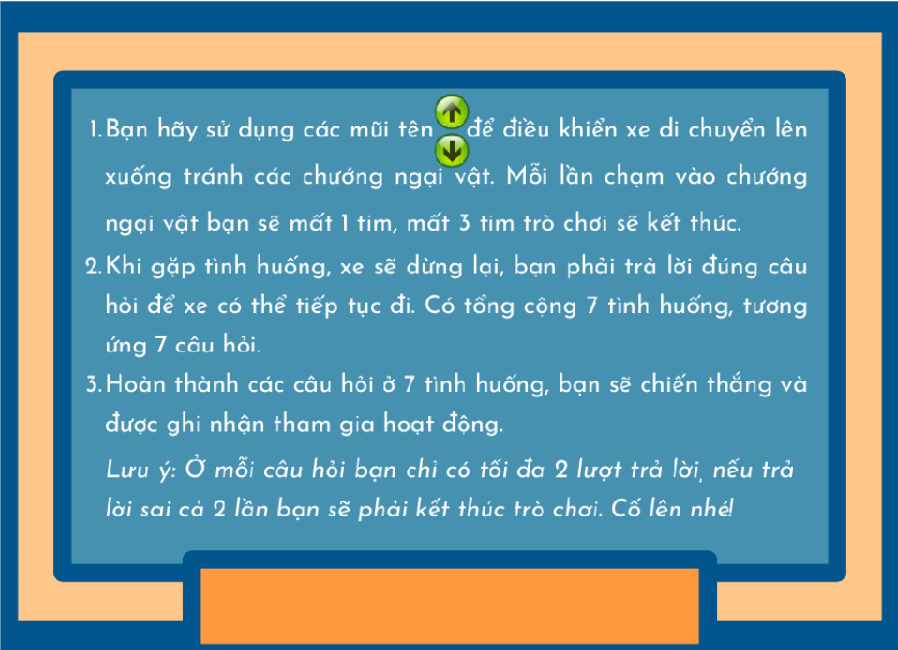 1. Bạn hãy sử dụng các mũi tên để điều khiển xe di chuyển lên
xuống tránh các chướng ngại vật. Mỗi lần chạm vào chướng
ngại vật bạn sẽ mất 1 tim, mất 3 tim trò chơi sẽ kết thúc.
2. Khi gặp tình huống, xe sẽ dừng lại, bạn phải trả lời đúng câu
hỏi để xe có thể tiếp tục đi. Có tổng cộng 7 tình huống, tương
ứng 7 câu hỏi.
3. Hoàn thành các câu hỏi ở 7 tình huống, bạn sẽ chiến thắng và
được ghi nhận tham gia hoạt động.
Lưu ý: Ở mỗi câu hỏi bạn chỉ có tối đa 2 lượt trả lời, nếu trả
lời sai cả 2 lần bạn sẽ phải kết thúc trò chơi. Cố lên nhé!